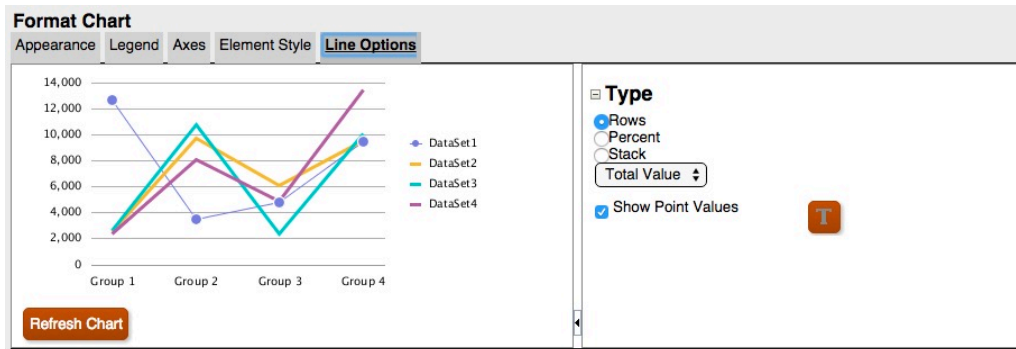 Format Chart
Appearance Legend Axes Element Style Line Options
14,000
12,000
10,000
8,000
6,000
4,000
2,000
0
Group 1 Group 2 Group 3 Group 4
DataSet1
DataSet2
DataSet3
DataSet4
Refresh Chart
Type
Rows
Percent
Stack
Total Value
Show Point Values
T